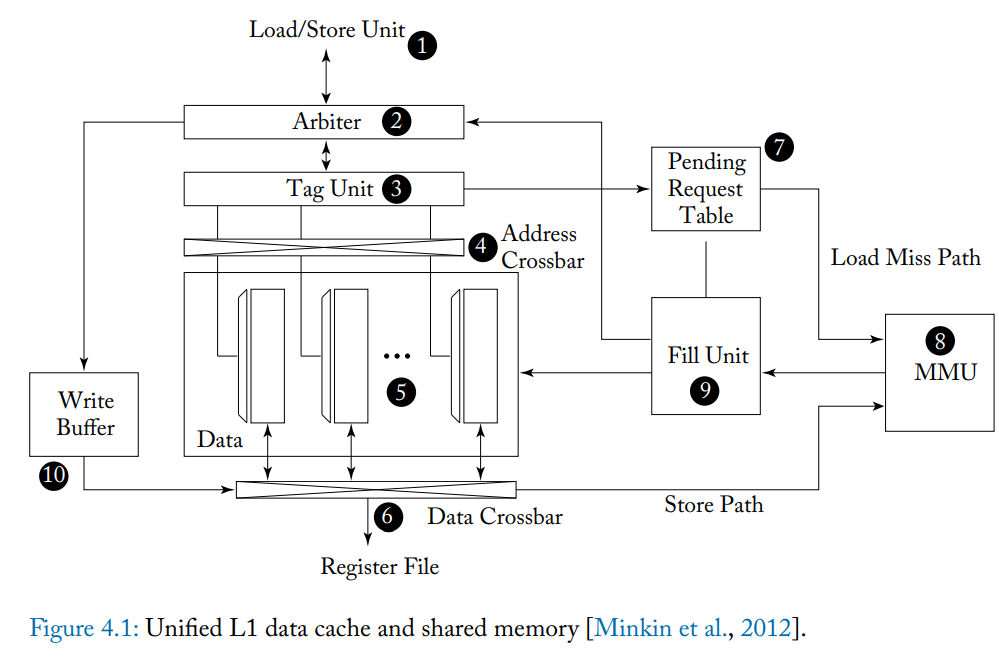 Load/Store Unit
1
Arbiter 2
Tag Unit 3
4 Address
Crossbar
7
Pending
Request
Table
Load Miss Path
8
MMU
Fill Unit
9
5
Data
Write
Buffer
10
6
Data Crossbar
Store Path
Register File
Figure 4.1: Unified L1 data cache and shared memory [Minkin et al., 2012].